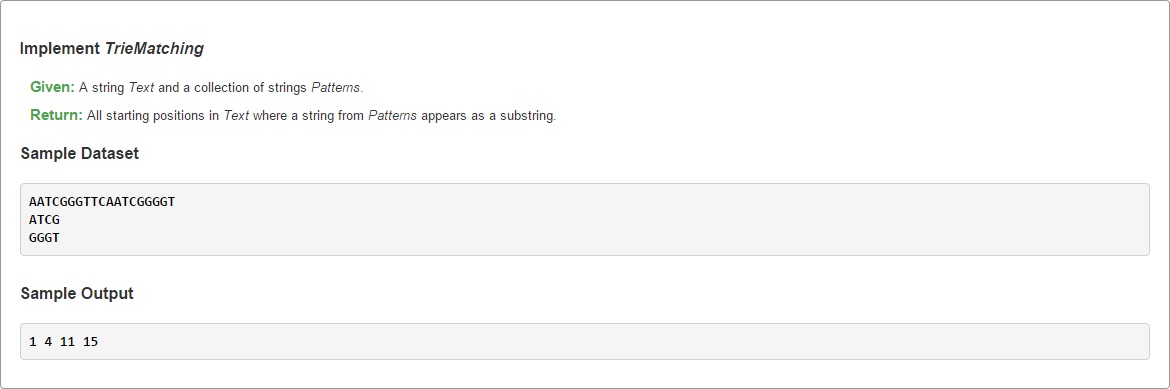 Implement TrieMatching
Given: A string Text and a collection of strings Patterns.
Return: All starting positions in Text where a string from Patterns appears as a substring.
Sample Dataset
AATCGGGTTCAATCGGGGT
ATCG
GGGT
Sample Output
1 4 11 15